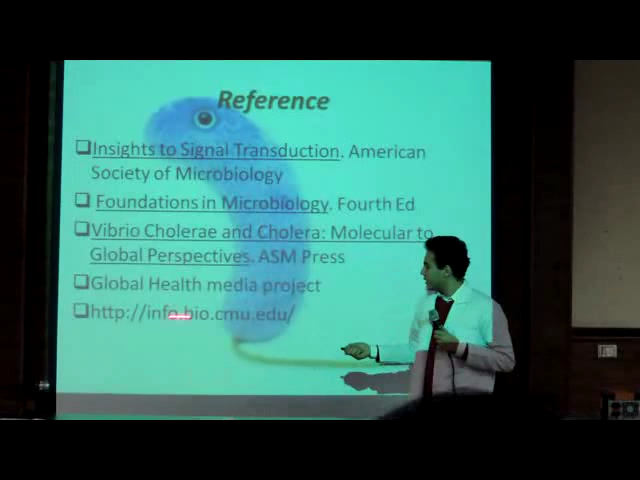 Reference
Insights to Signal Transduction. American
Society of Microbiology
Foundations in Microbiology. Fourth Ed
Vibrio Cholerae and Cholera: Molecular to
Global Perspectives. ASM Press
Global Health media project
http://info.bio.cmu.edu/